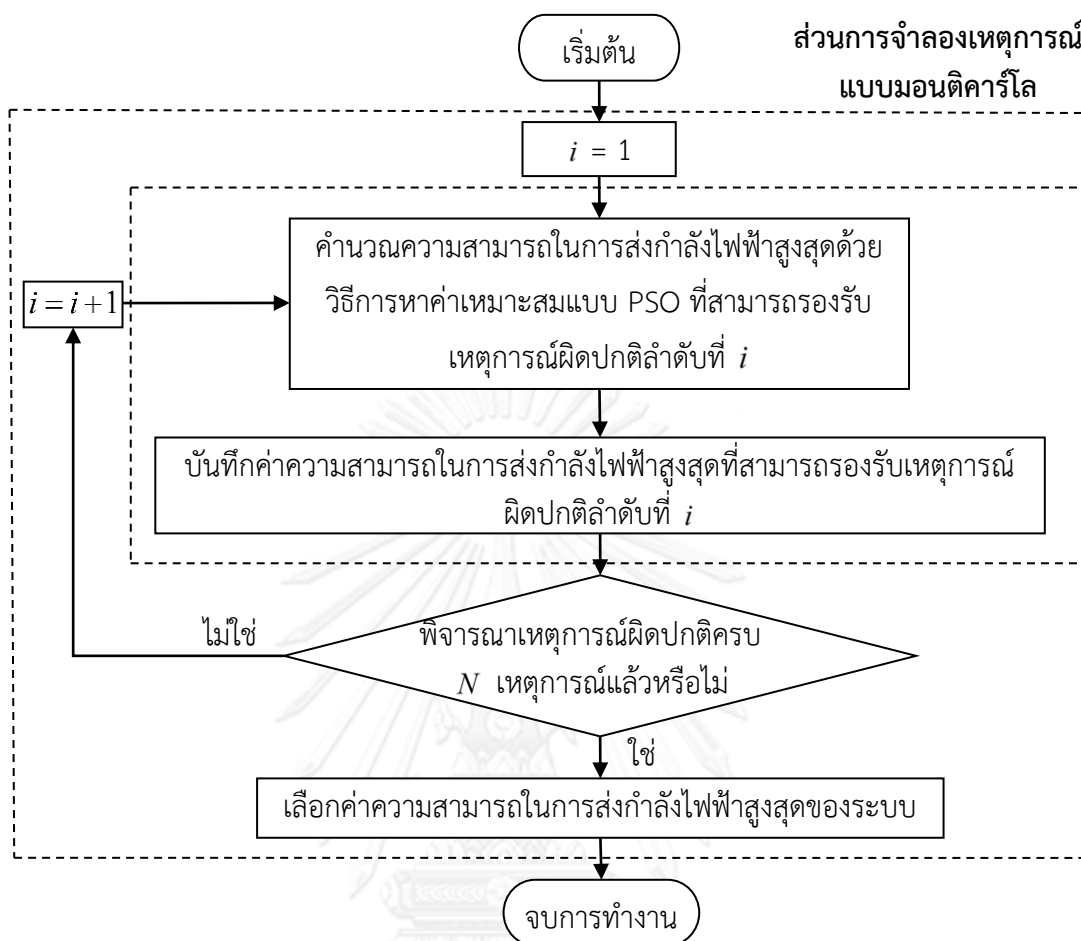 เริ่มต้น
ส่วนการจำลองเหตุการณ์
แบบมอนติคาร์โล
i = 1
คำนวณความสามารถในการส่งกำลังไฟฟ้าสูงสุดด้วย
วิธีการหาค่าเหมาะสมแบบ PSO ที่สามารถรองรับ
เหตุการณ์ผิดปกติลำดับที่ i
i = i + 1
บันทึกค่าความสามารถในการส่งกำลังไฟฟ้าสูงสุดที่สามารถรองรับเหตุการณ์
ผิดปกติลำดับที่ i
ไม่ใช่
พิจารณาเหตุการณ์ผิดปกติครบ
N เหตุการณ์แล้วหรือไม่
ใช่
เลือกค่าความสามารถในการส่งกำลังไฟฟ้าสูงสุดของระบบ
จบการทำงาน